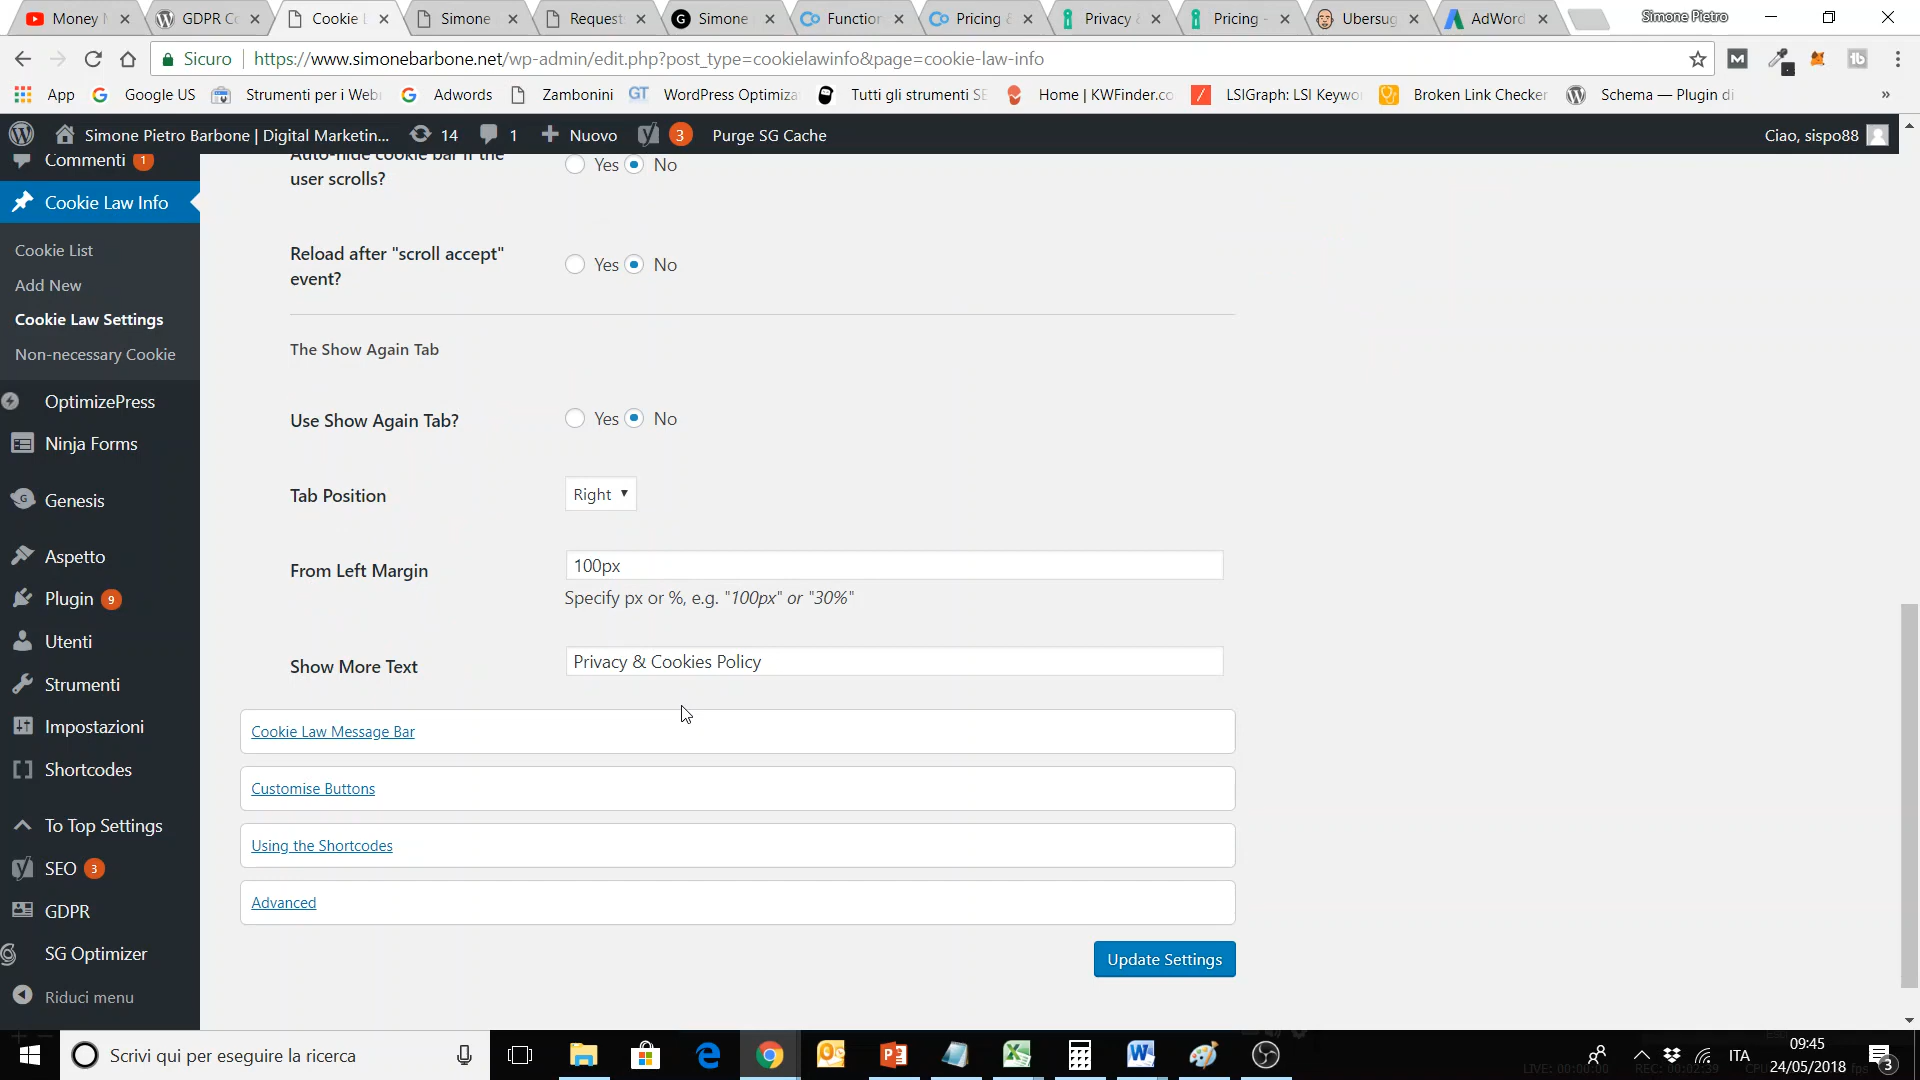 Money
GDPR C
Cookie L
Simone
Request
Simone
Function
Pricing
Privacy
Pricing -
Ubersug
AdWord
Simone Pietro
Sicuro
https://www.simonebarbone.net/wp-admin/edit.php?post_type=cookielawinfo&page=cookie-law-info
App
Google US
Strumenti per i Web
Adwords
Zambonini
WordPress Optimiza
Tutti gli strumenti SE
Home | KWFinder.co
LSIGraph: LSI Keywo
Broken Link Checker
Schema — Plugin di
»
Simone Pietro Barbone | Digital Marketin...
14
1
Nuovo
3
Purge SG Cache
Ciao, sispo88
Commenti 1
Cookie Law Info
Cookie List
Add New
Cookie Law Settings
Non-necessary Cookie
OptimizePress
Ninja Forms
Genesis
Aspetto
Plugin 9
Utenti
Strumenti
Impostazioni
Shortcodes
To Top Settings
SEO 3
GDPR
SG Optimizer
Riduci menu
Auto-hide cookie bar if the
user scrolls?
Yes No
Reload after "scroll accept"
event?
Yes No
The Show Again Tab
Use Show Again Tab?
Yes No
Tab Position
Right
From Left Margin
100px
Specify px or %, e.g. "100px" or "30%"
Show More Text
Privacy & Cookies Policy
Cookie Law Message Bar
Customise Buttons
Using the Shortcodes
Advanced
Update Settings
Scrivi qui per eseguire la ricerca
ITA
09:45
24/05/2018
3
LIVE: 00:00:00
REC: 00:02:39